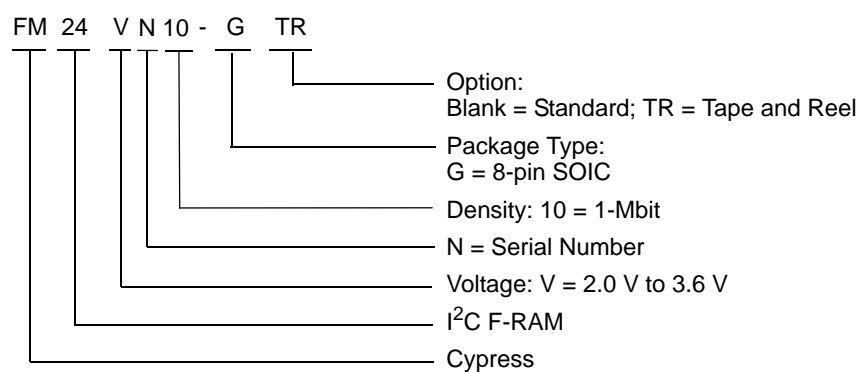 FM 24 V N 10 - G TR
Option:
Blank = Standard; TR = Tape and Reel
Package Type:
G = 8-pin SOIC
Density: 10 = 1-Mbit
N = Serial Number
Voltage: V = 2.0 V to 3.6 V
I²C F-RAM
Cypress